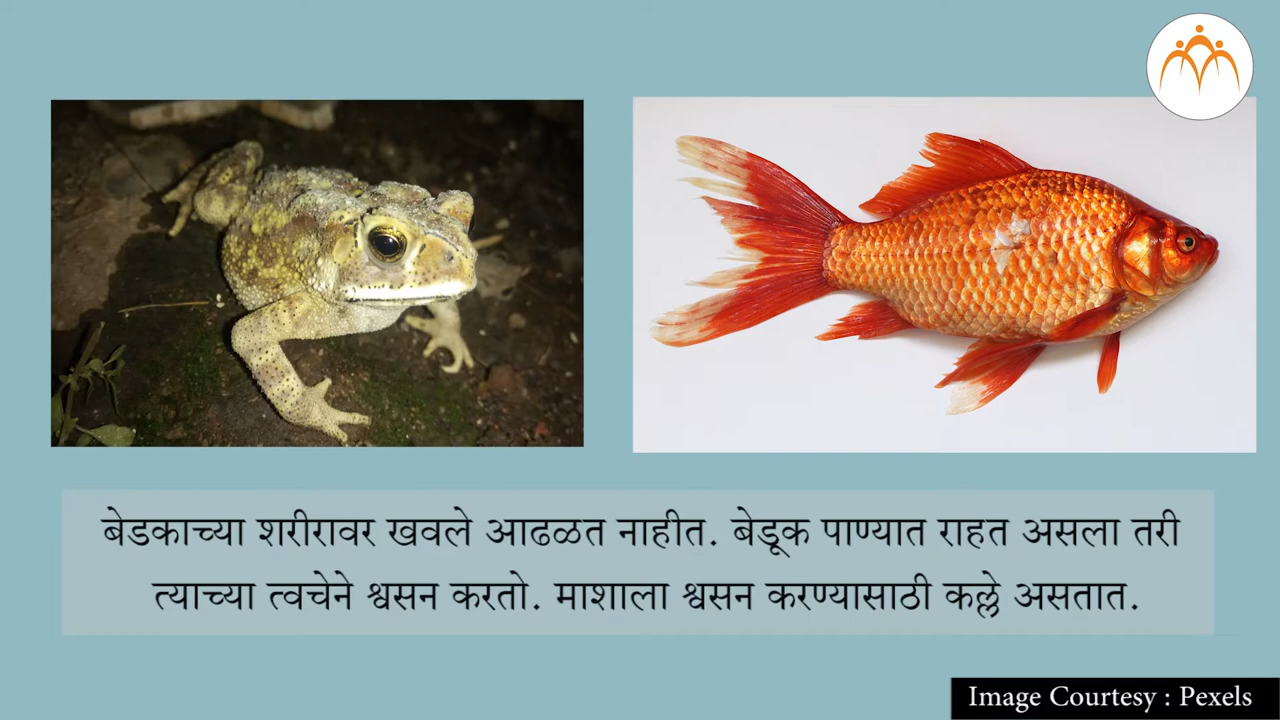 बेडकाच्या शरीरावर खवले आढळत नाहीत. बेडूक पाण्यात राहत असला तरी
त्याच्या त्वचेने श्वसन करतो. माशाला श्वसन करण्यासाठी कल्ले असतात.
Image Courtesy : Pexels